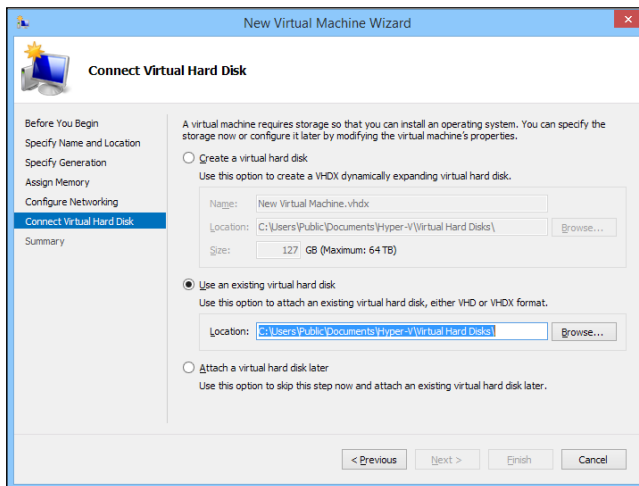 New Virtual Machine Wizard
Connect Virtual Hard Disk
Before You Begin
Specify Name and Location
Specify Generation
Assign Memory
Configure Networking
Connect Virtual Hard Disk
Summary
A virtual machine requires storage so that you can install an operating system. You can specify the
storage now or configure it later by modifying the virtual machine's properties.
Create a virtual hard disk
Use this option to create a VHDX dynamically expanding virtual hard disk.
Name: New Virtual Machine.vhdx
Location: C:\Users\Public\Documents\Hyper-V\Virtual Hard Disks\ Browse...
Size: 127 GB (Maximum: 64 TB)
Use an existing virtual hard disk
Use this option to attach an existing virtual hard disk, either VHD or VHDX format.
Location: C:\Users\Public\Documents\Hyper-V\Virtual Hard Disks\ Browse...
Attach a virtual hard disk later
Use this option to skip this step now and attach an existing virtual hard disk later.
< Previous Next > Finish Cancel